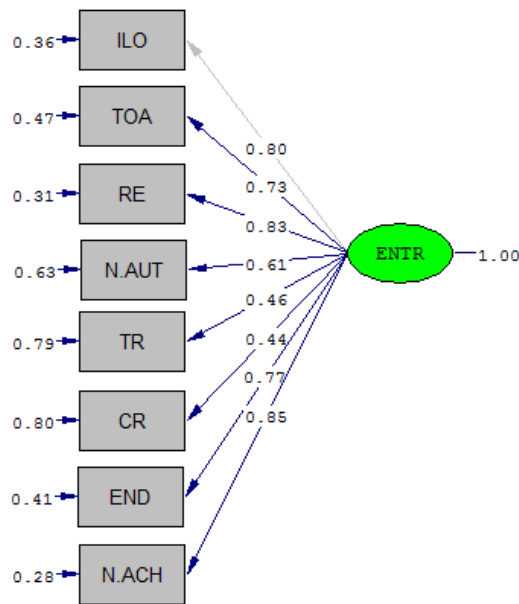 0.36 ILO
0.47 TOA
0.31 RE
0.63 N.AUT
0.79 TR
0.80 CR
0.41 END
0.28 N.ACH
0.80
0.73
0.83
0.61
0.46
0.44
0.77
0.85
ENTR 1.00